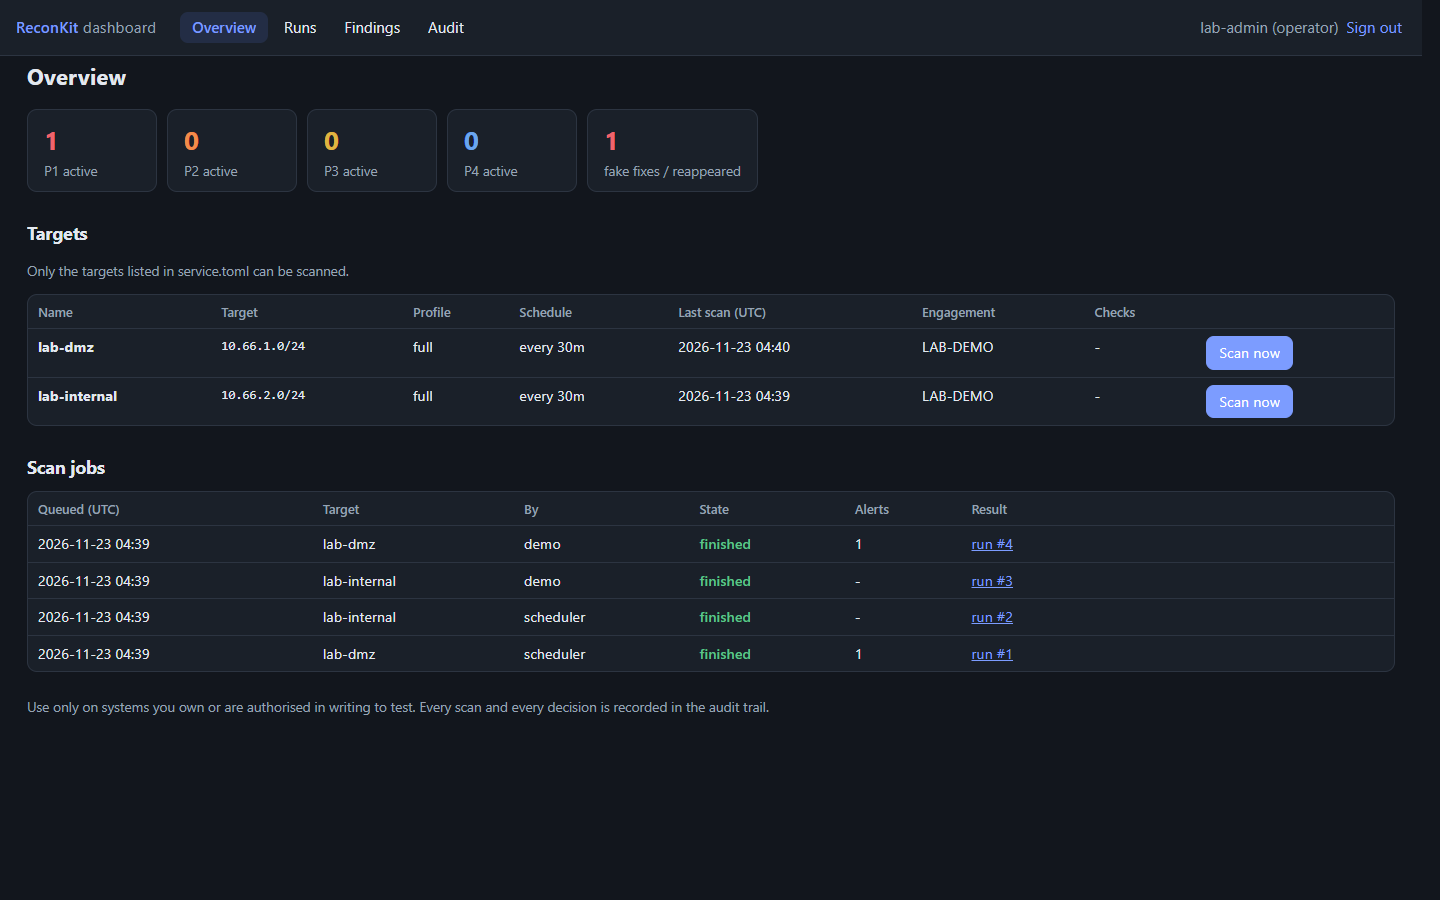 ReconKit dashboard Overview Runs Findings Audit lab-admin (operator) Sign out
Overview
1 0 0 0 1
P1 active P2 active P3 active P4 active fake fixes / reappeared
Targets
Only the targets listed in service.toml can be scanned.
Name Target Profile Schedule Last scan (UTC) Engagement Checks
lab-dmz 10.66.1.0/24 full every 30m 2026-11-23 04:40 LAB-DEMO - Scan now
lab-internal 10.66.2.0/24 full every 30m 2026-11-23 04:39 LAB-DEMO - Scan now
Scan jobs
Queued (UTC) Target By State Alerts Result
2026-11-23 04:39 lab-dmz demo finished 1 run #4
2026-11-23 04:39 lab-internal demo finished - run #3
2026-11-23 04:39 lab-internal scheduler finished - run #2
2026-11-23 04:39 lab-dmz scheduler finished 1 run #1
Use only on systems you own or are authorised in writing to test. Every scan and every decision is recorded in the audit trail.